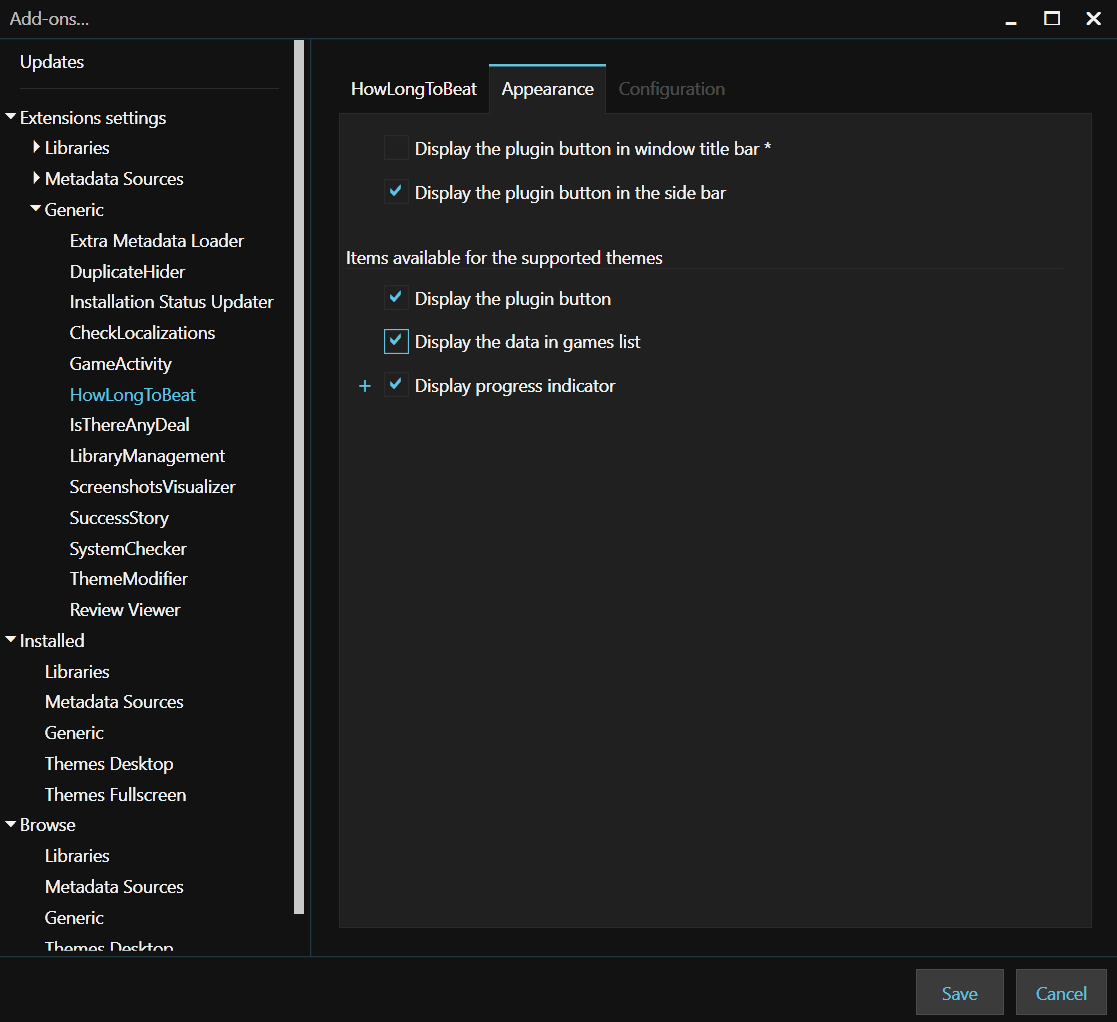 Add-ons...
Updates
Extensions settings
Libraries
Metadata Sources
Generic
Extra Metadata Loader
DuplicateHider
Installation Status Updater
CheckLocalizations
GameActivity
HowLongToBeat
IsThereAnyDeal
LibraryManagement
ScreenshotsVisualizer
SuccessStory
SystemChecker
ThemeModifier
Review Viewer
Installed
Libraries
Metadata Sources
Generic
Themes Desktop
Themes Fullscreen
Browse
Libraries
Metadata Sources
Generic
Themes Desktop
HowLongToBeat Appearance Configuration
Display the plugin button in window title bar *
Display the plugin button in the side bar
Items available for the supported themes
Display the plugin button
Display the data in games list
+ Display progress indicator
Save Cancel